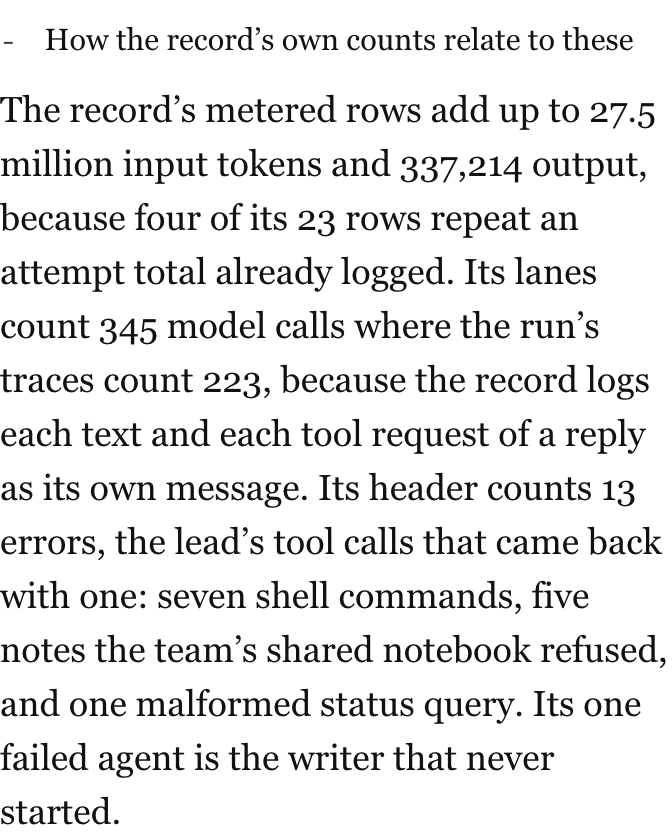 - How the record’s own counts relate to these
The record’s metered rows add up to 27.5
million input tokens and 337,214 output,
because four of its 23 rows repeat an
attempt total already logged. Its lanes
count 345 model calls where the run’s
traces count 223, because the record logs
each text and each tool request of a reply
as its own message. Its header counts 13
errors, the lead’s tool calls that came back
with one: seven shell commands, five
notes the team’s shared notebook refused,
and one malformed status query. Its one
failed agent is the writer that never
started.